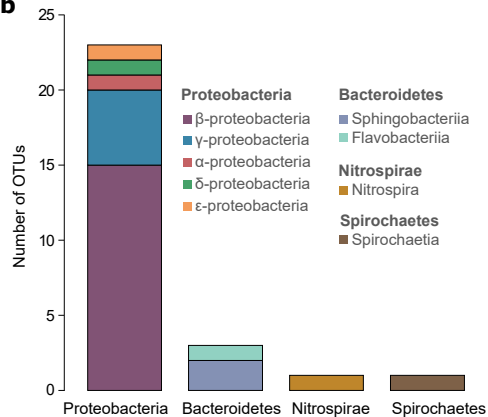 b
25
20
15
10
5
0
Number of OTUs
Proteobacteria
β-proteobacteria
γ-proteobacteria
α-proteobacteria
δ-proteobacteria
ε-proteobacteria
Bacteroidetes
Sphingobacteriia
Flavobacteriia
Nitrospirae
Nitrospira
Spirochaetes
Spirochaetia
Proteobacteria Bacteroidetes Nitrospirae Spirochaetes